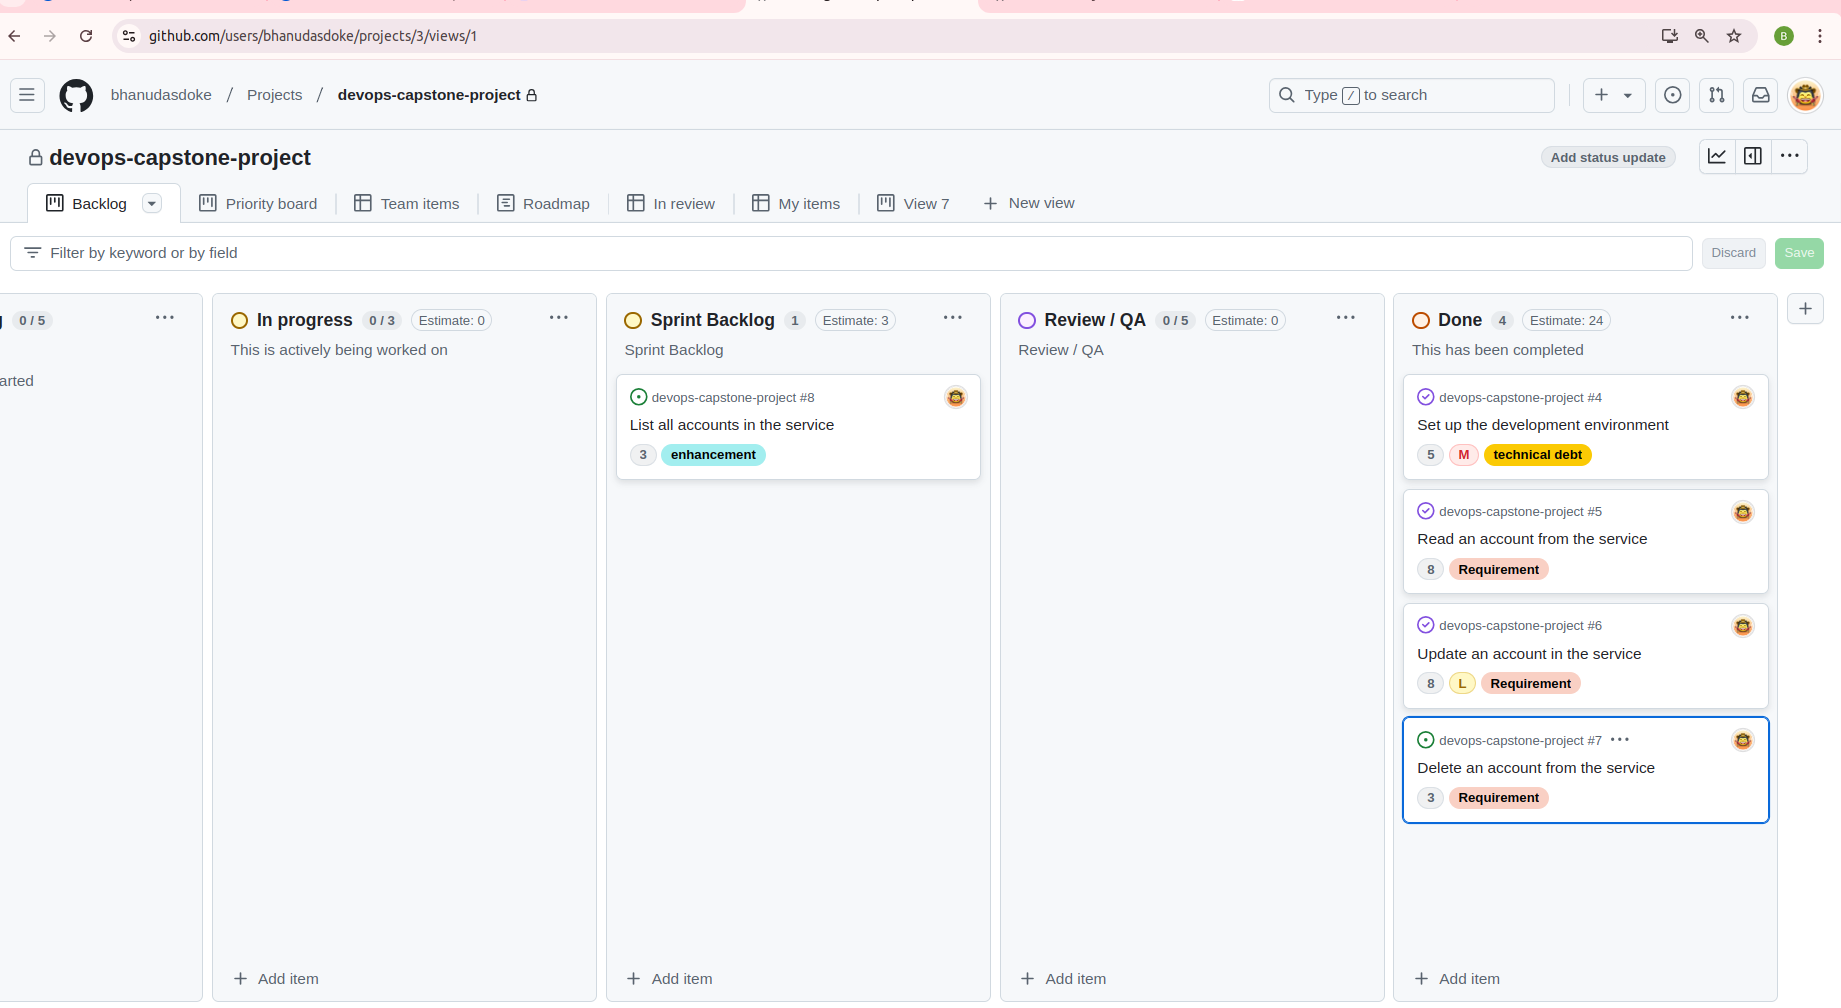 github.com/users/bhanudasdoke/projects/3/views/1
B
bhanudasdoke / Projects / devops-capstone-project
Type / to search
devops-capstone-project
Add status update
Backlog
Priority board
Team items
Roadmap
In review
My items
View 7
New view
Filter by keyword or by field
Discard
Save
0 / 5
arted
In progress 0 / 3 Estimate: 0
This is actively being worked on
Add item
Sprint Backlog 1 Estimate: 3
Sprint Backlog
devops-capstone-project #8
List all accounts in the service
3 enhancement
Add item
Review / QA 0 / 5 Estimate: 0
Review / QA
Add item
Done 4 Estimate: 24
This has been completed
devops-capstone-project #4
Set up the development environment
5 M technical debt
devops-capstone-project #5
Read an account from the service
8 Requirement
devops-capstone-project #6
Update an account in the service
8 L Requirement
devops-capstone-project #7
Delete an account from the service
3 Requirement
Add item